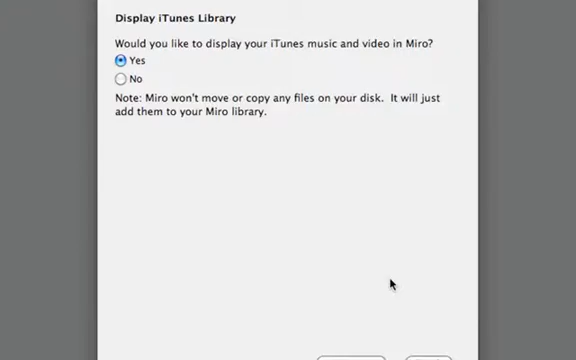 Display iTunes Library
Would you like to display your iTunes music and video in Miro?
Yes
No
Note: Miro won't move or copy any files on your disk. It will just
add them to your Miro library.